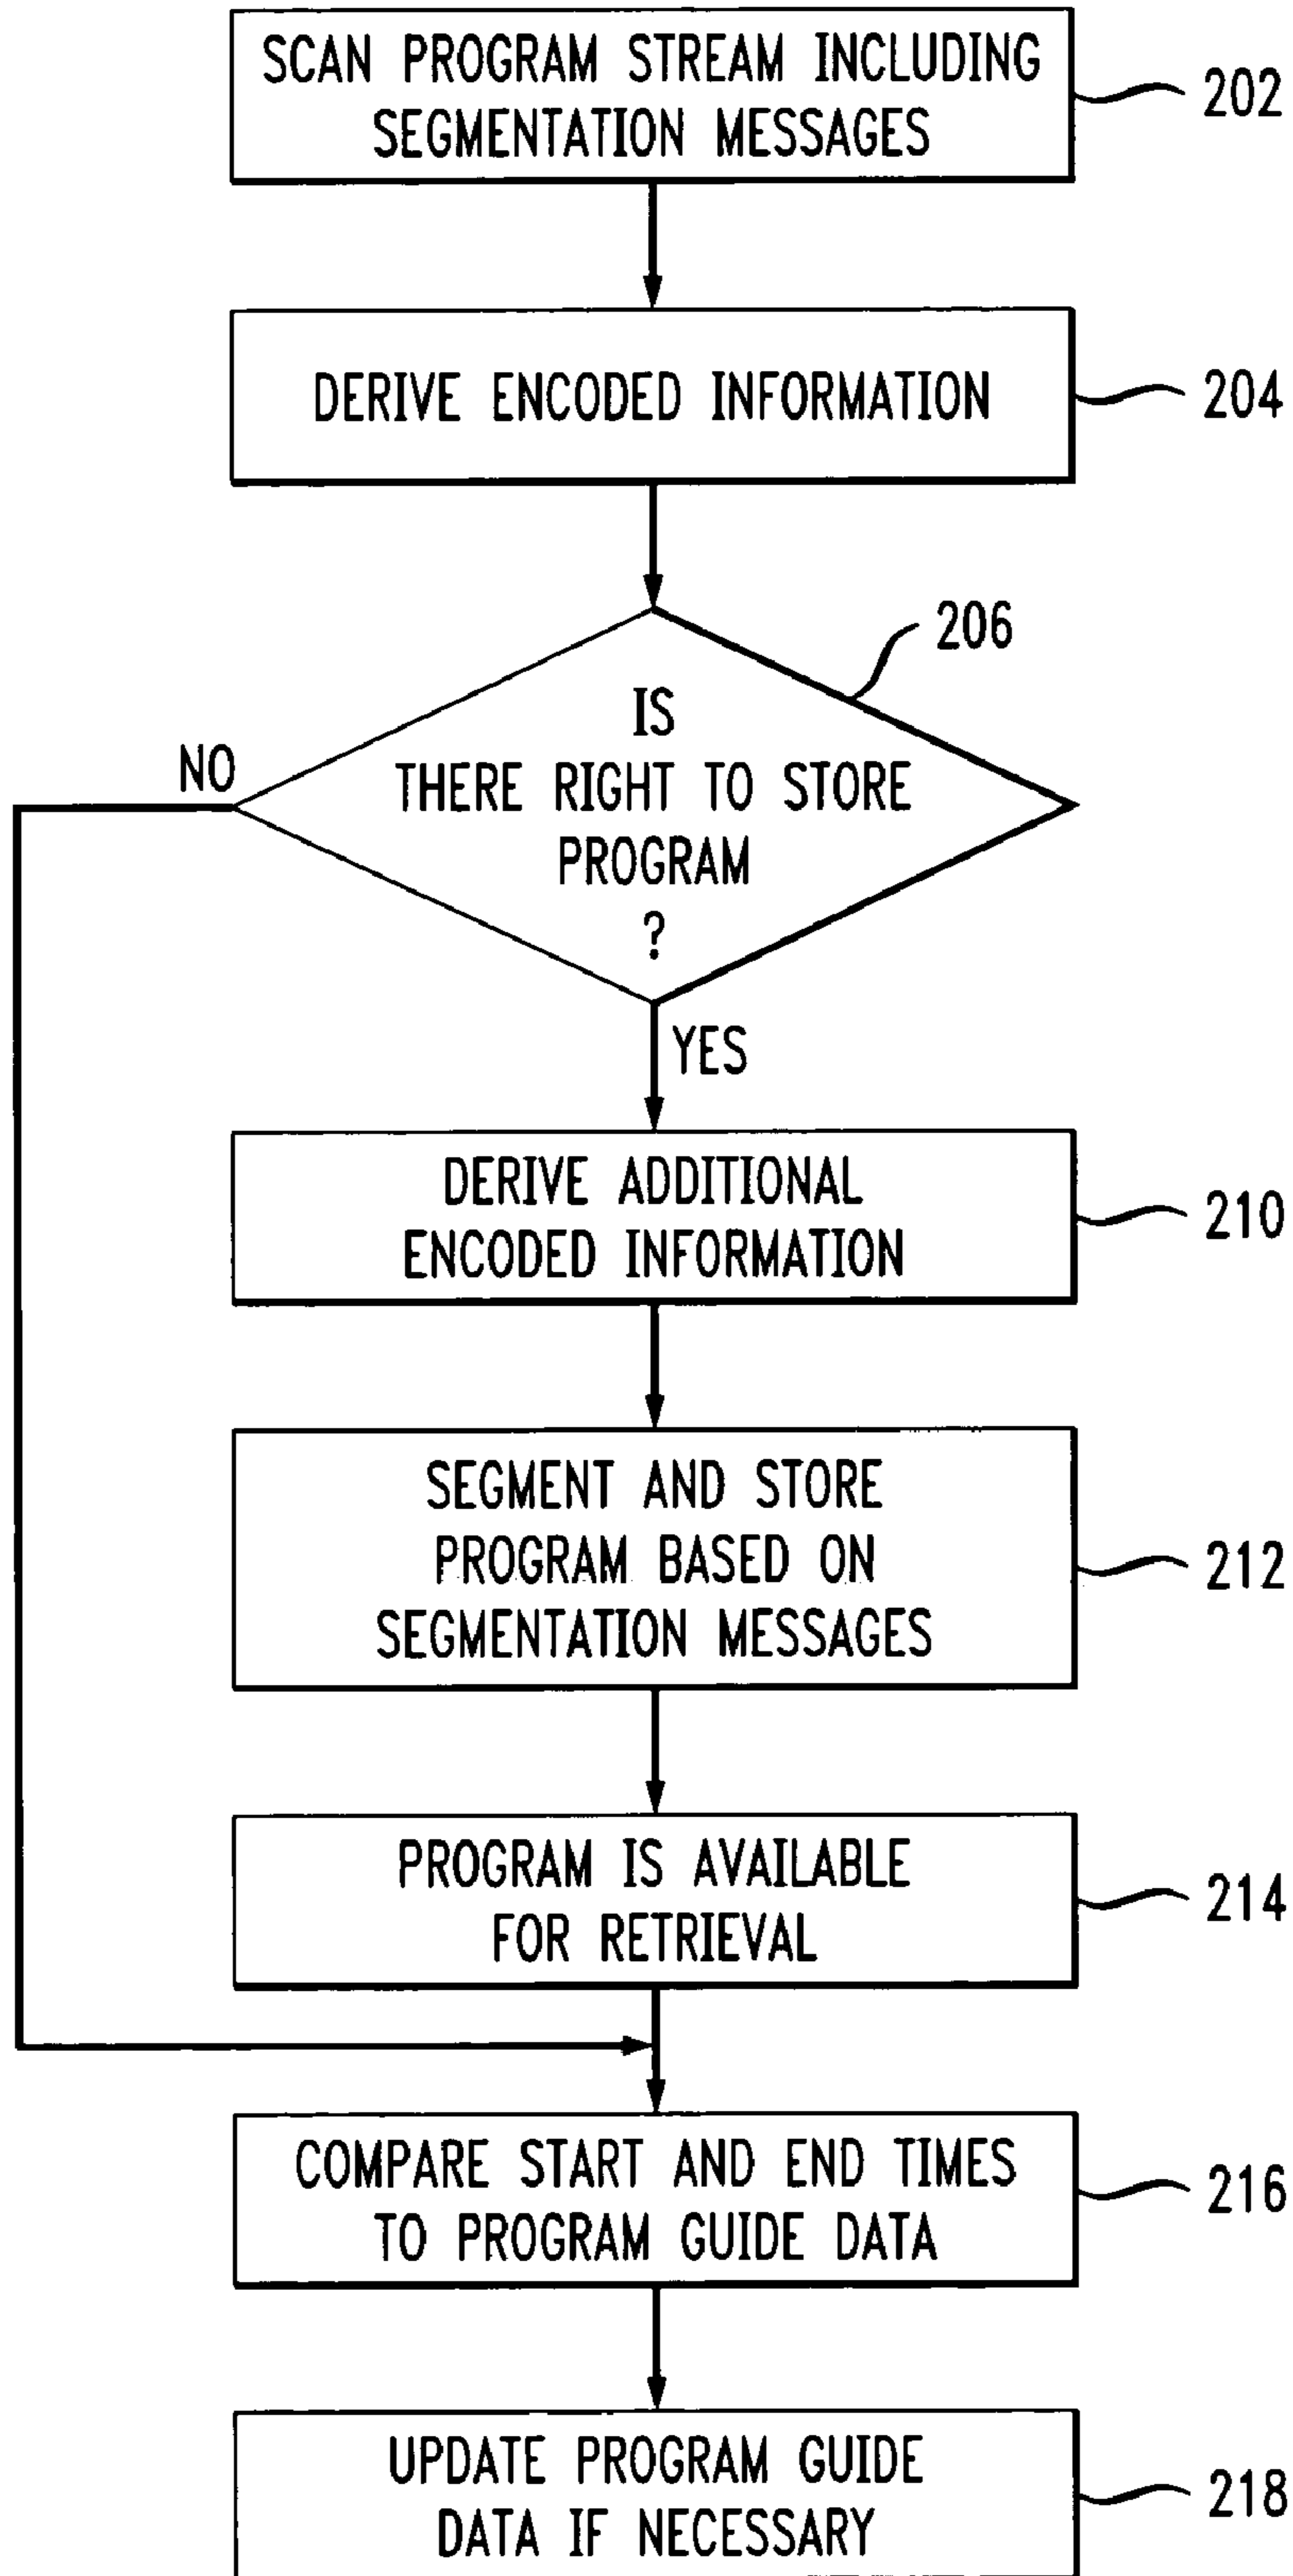 SCAN PROGRAM STREAM INCLUDING
SEGMENTATION MESSAGES
202
DERIVE ENCODED INFORMATION
204
206
IS
THERE RIGHT TO STORE
PROGRAM
?
NO
YES
DERIVE ADDITIONAL
ENCODED INFORMATION
210
SEGMENT AND STORE
PROGRAM BASED ON
SEGMENTATION MESSAGES
212
PROGRAM IS AVAILABLE
FOR RETRIEVAL
214
COMPARE START AND END TIMES
TO PROGRAM GUIDE DATA
216
UPDATE PROGRAM GUIDE
DATA IF NECESSARY
218